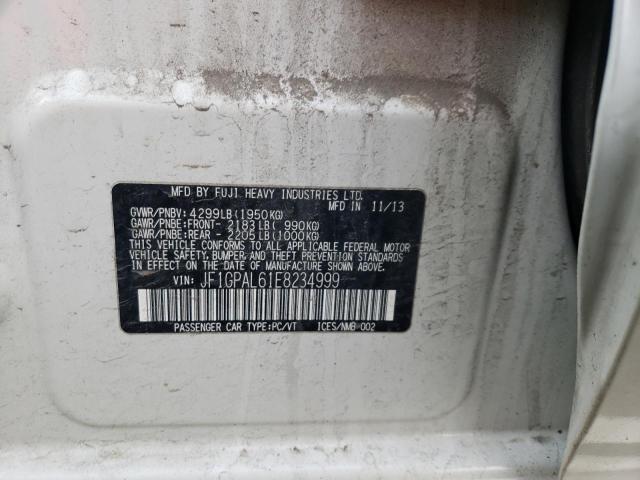 MFD BY FUJI HEAVY INDUSTRIES LTD.
MFD IN 11/13
GVWR/PNBV: 4299LB(1950KG)
GAWR/PNBE:FRONT- 2183LB( 990KG)
GAWR/PNBE:REAR - 2205LB(1000KG)
THIS VEHICLE CONFORMS TO ALL APPLICABLE FEDERAL MOTOR
VEHICLE SAFETY, BUMPER, AND THEFT PREVENTION STANDARDS
IN EFFECT ON THE DATE OF MANUFACTURE SHOWN ABOVE.
VIN: JF1GPAL61E8234999
PASSENGER CAR TYPE:PC/VT ICES/NMB-002